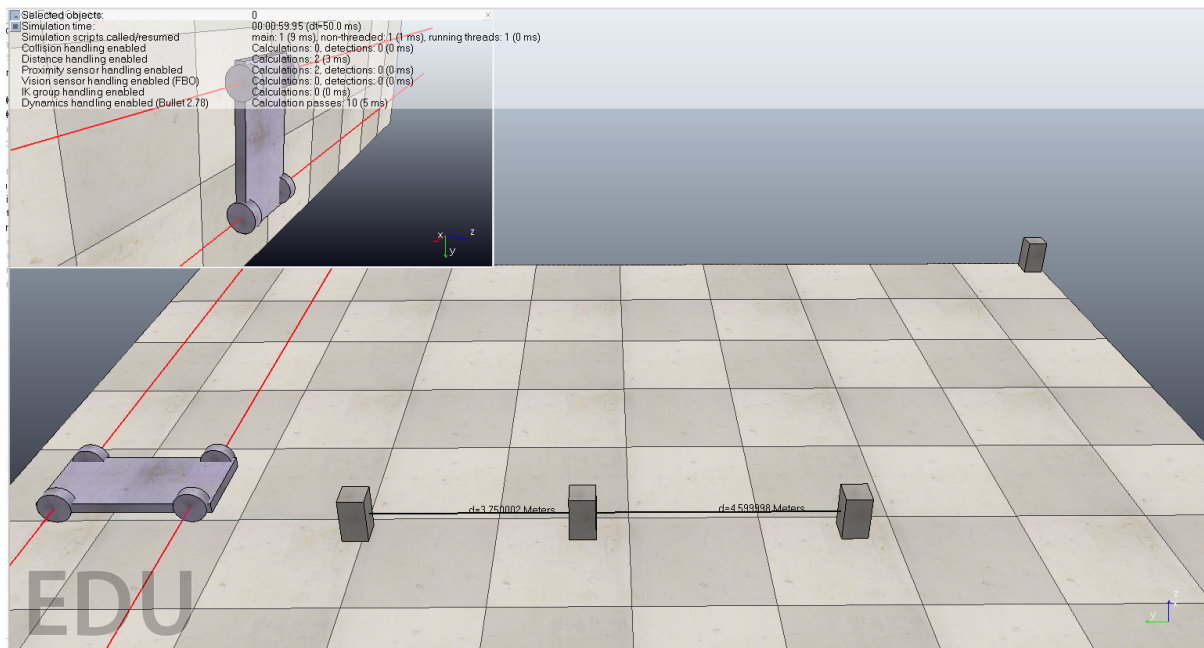 Selected objects: 0
Simulation time: 00:00:59.95 (dt=50.0 ms)
Simulation scripts called/resumed main: 1 (9 ms), non-threaded: 1 (1 ms), running threads: 1 (0 ms)
Collision handling enabled Calculations: 0, detections: 0 (0 ms)
Distance handling enabled Calculations: 2 (3 ms)
Proximity sensor handling enabled Calculations: 2, detections: 0 (0 ms)
Vision sensor handling enabled (FBO) Calculations: 0, detections: 0 (0 ms)
IK group handling enabled Calculations: 0 (0 ms)
Dynamics handling enabled (Bullet 2.78) Calculation passes: 10 (5 ms)
x z
y
d=3.750002 Meters d=4.599998 Meters
EDU
z
x
y